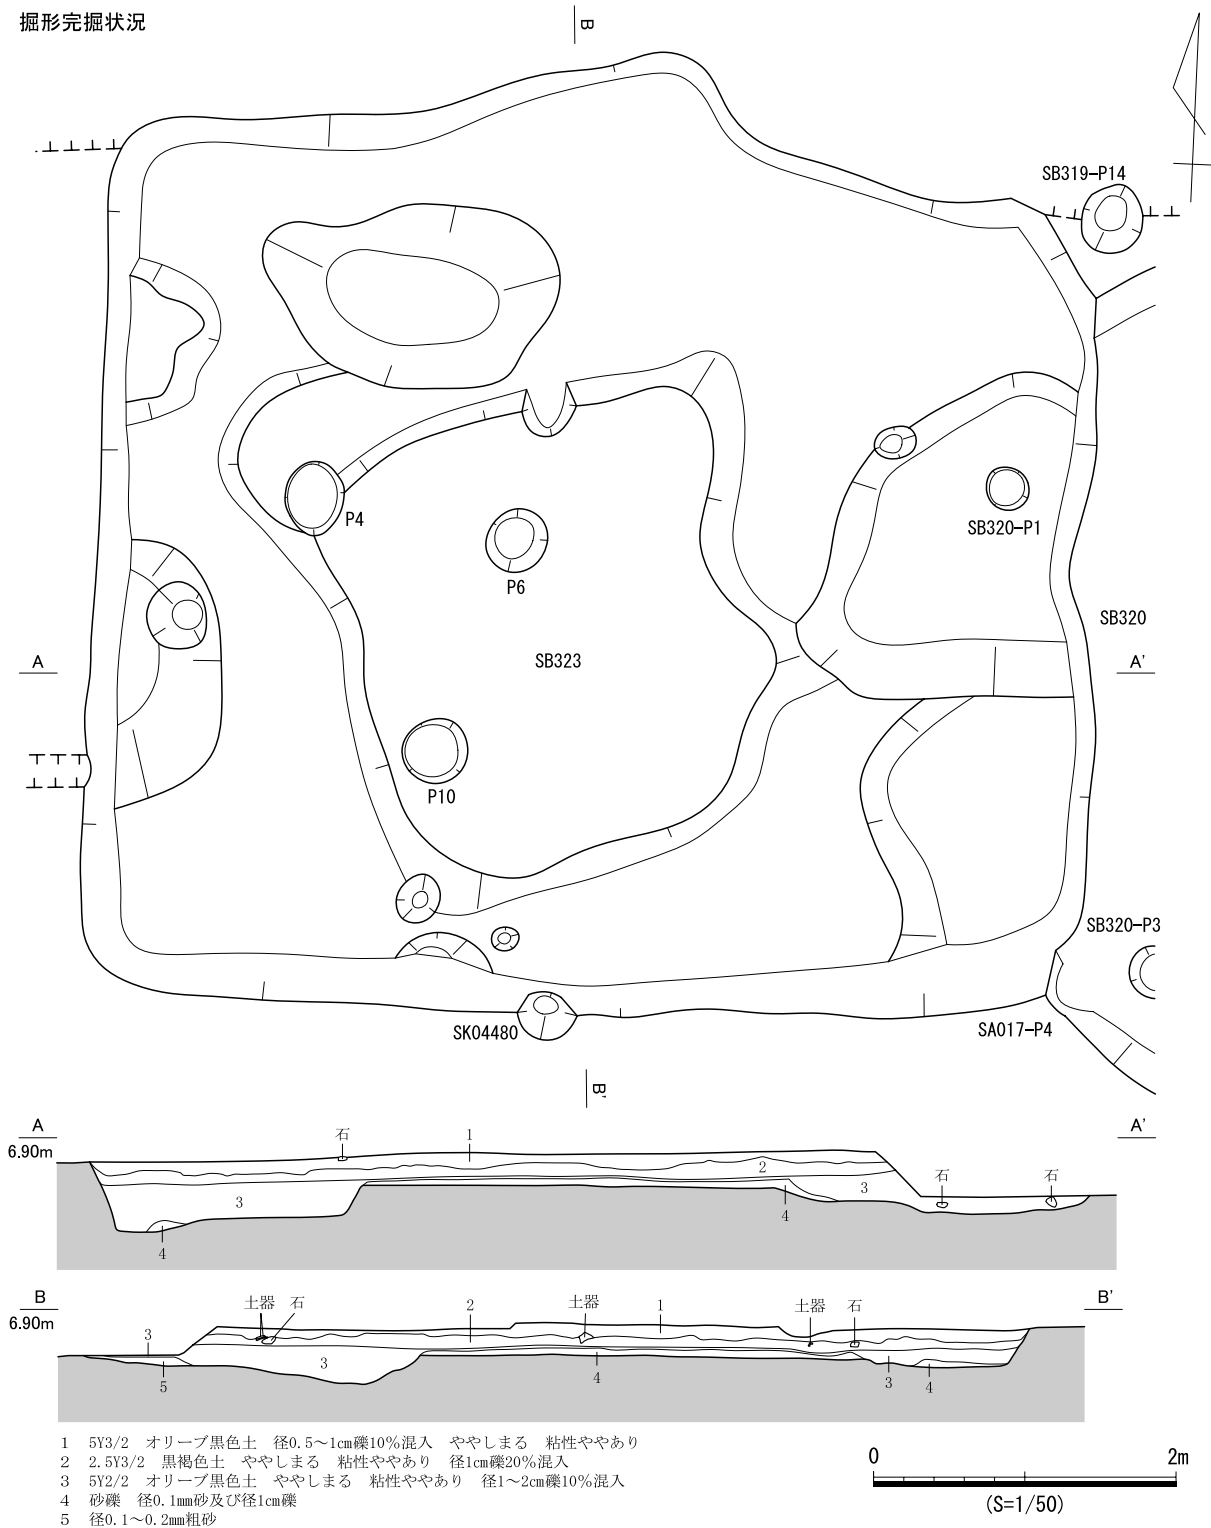 掘形完掘状況
B
SB319-P14
P4
SB320-P1
P6
SB320
SB323
A
A'
P10
SB320-P3
SK04480
SA017-P4
B'
A
A'
6.90m
石
1
2
3
3
石
石
4
4
B
B'
6.90m
土器
石
2
土器
1
土器
石
3
3
5
4
3
4
1 5Y3/2 オリーブ黒色土 径0.5～1cm礫10％混入 ややしまる 粘性ややあり
2 2.5Y3/2 黒褐色土 ややしまる 粘性ややあり 径1cm礫20％混入
3 5Y2/2 オリーブ黒色土 ややしまる 粘性ややあり 径1～2cm礫10％混入
4 砂礫 径0.1mm砂及び径1cm礫
5 径0.1～0.2mm粗砂
0
2m
(S=1/50)